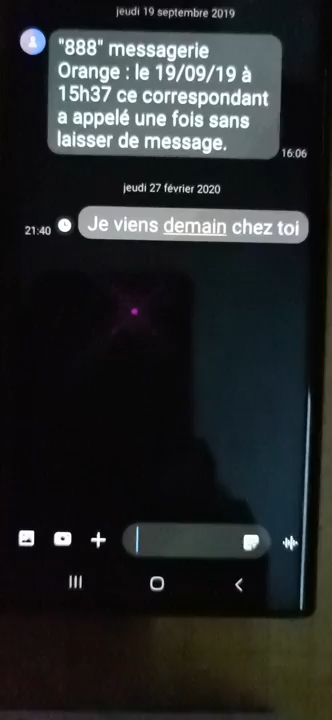 jeudi 19 septembre 2019
"888" messagerie
Orange : le 19/09/19 à
15h37 ce correspondant
a appelé une fois sans
laisser de message.
16:06
jeudi 27 février 2020
21:40
Je viens demain chez toi